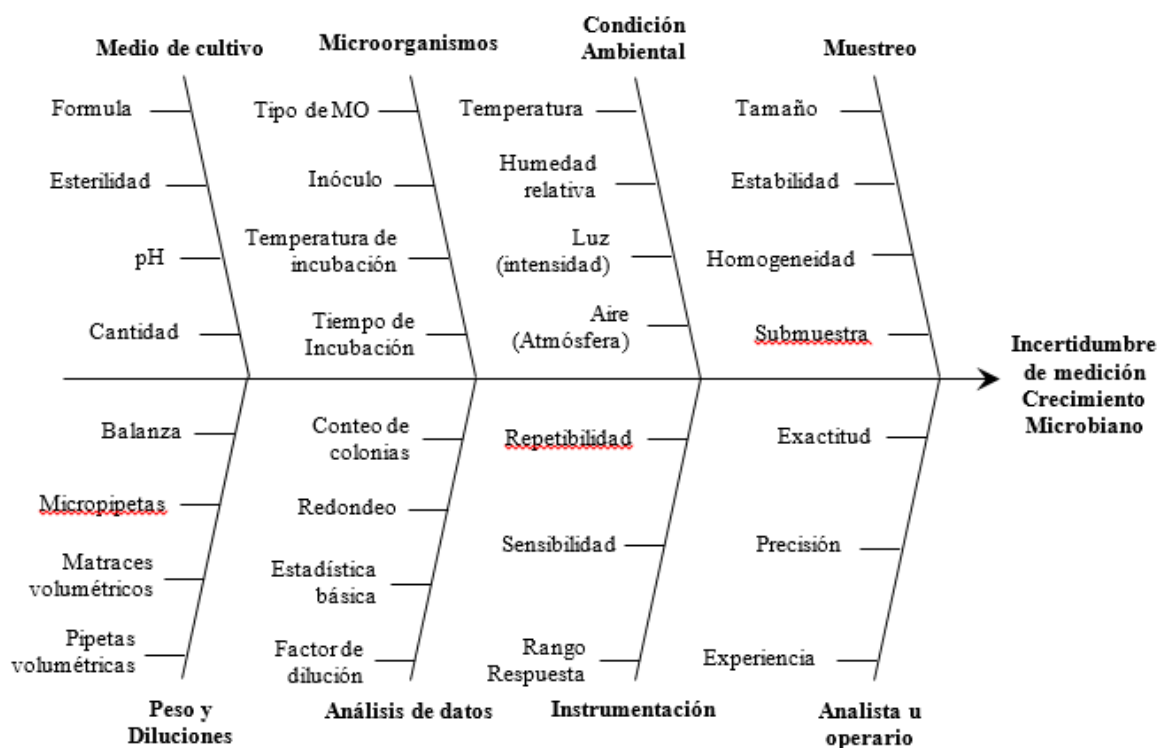 Medio de cultivo
Formula
Esterilidad
pH
Cantidad
Microorganismos
Tipo de MO
Inóculo
Temperatura de
incubación
Tiempo de
Incubación
Condición
Ambiental
Temperatura
Humedad
relativa
Luz
(intensidad)
Aire
(Atmósfera)
Muestreo
Tamaño
Estabilidad
Homogeneidad
Submuestra
Incertidumbre
de medición
Crecimiento
Microbiano
Balanza
Micropipetas
Matraces
volumétricos
Pipetas
volumétricas
Peso y
Diluciones
Conteo de
colonias
Redondeo
Estadística
básica
Factor de
dilución
Análisis de datos
Repetibilidad
Sensibilidad
Rango
Respuesta
Instrumentación
Exactitud
Precisión
Experiencia
Analista u
operario